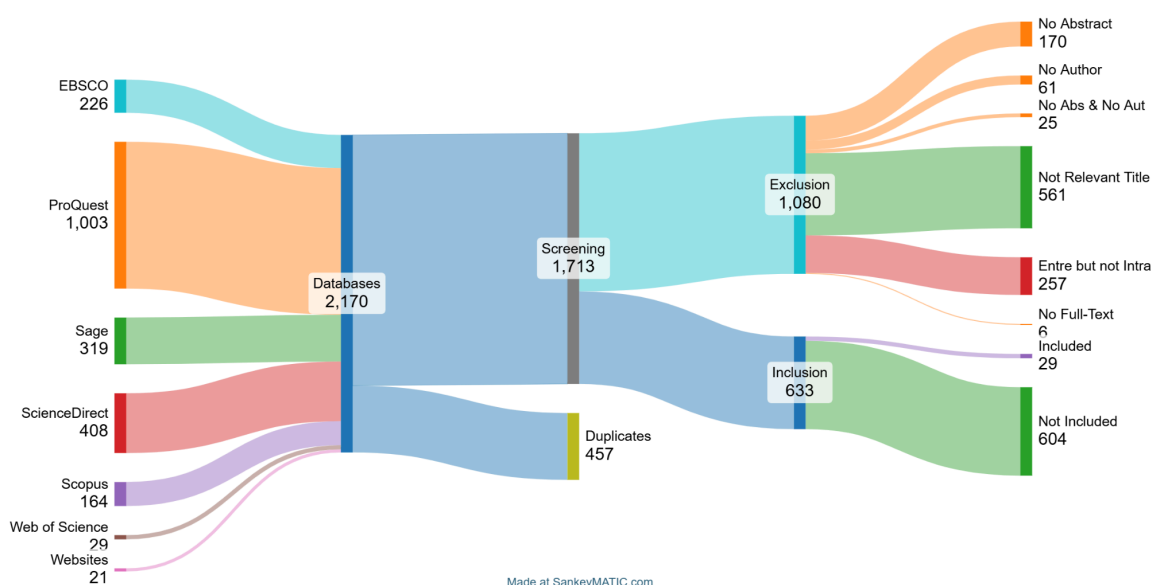 EBSCO
226
ProQuest
1,003
Sage
319
ScienceDirect
408
Scopus
164
Web of Science
29
Websites
21
Databases
2,170
Screening
1,713
Duplicates
457
Exclusion
1,080
Inclusion
633
No Abstract
170
No Author
61
No Abs & No Aut
25
Not Relevant Title
561
Entre but not Intra
257
No Full-Text
6
Included
29
Not Included
604
Made at SankeyMATIC.com